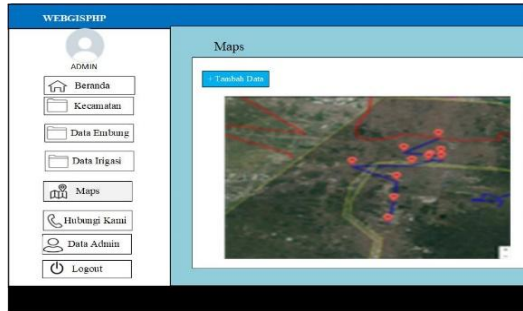 WEBGISPHP
ADMIN
Beranda
Kecamatan
Data Embung
Data Irigasi
Maps
Hubungi Kami
Data Admin
Logout
Maps
+ Tambah Data